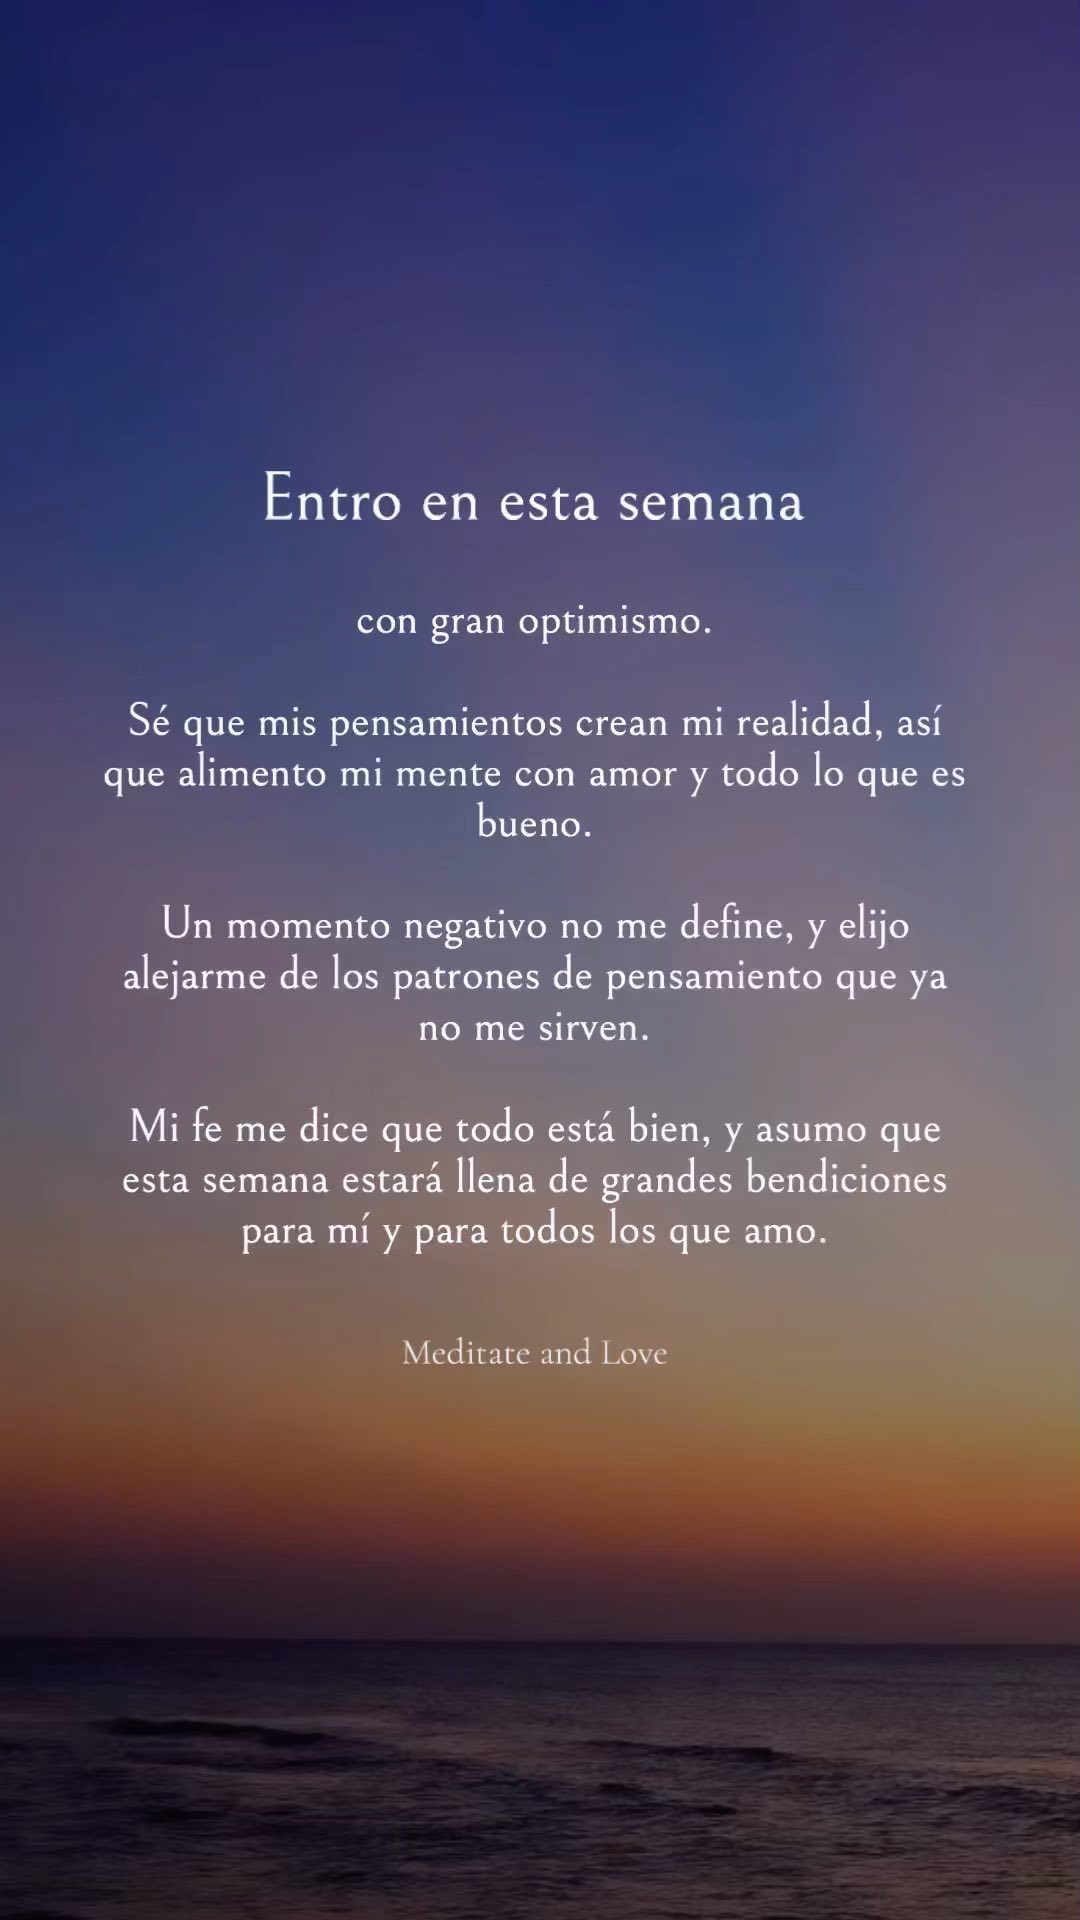 Entro en esta semana
con gran optimismo.
Sé que mis pensamientos crean mi realidad, así
que alimento mi mente con amor y todo lo que es
bueno.
Un momento negativo no me define, y elijo
alejarme de los patrones de pensamiento que ya
no me sirven.
Mi fe me dice que todo está bien, y asumo que
esta semana estará llena de grandes bendiciones
para mí y para todos los que amo.
Meditate and Love